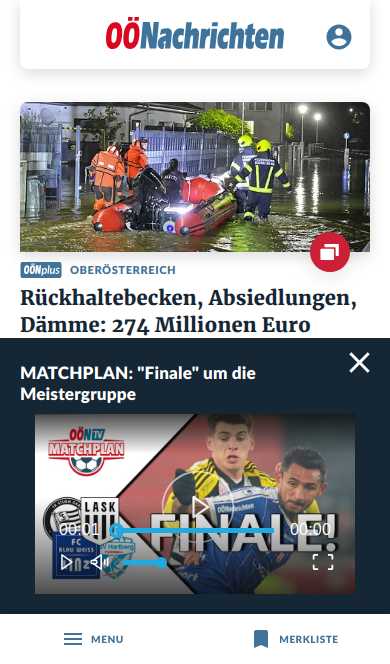 OÖNachrichten
OÖNplus OBERÖSTERREICH
Rückhaltebecken, Absiedlungen,
Dämme: 274 Millionen Euro
MATCHPLAN: "Finale" um die
Meistergruppe
OÖN TV
MATCHPLAN
LASK
00:01
00:00
FINALE!
FC
BLAU WEISS
Hartberg
MENU
MERKLISTE